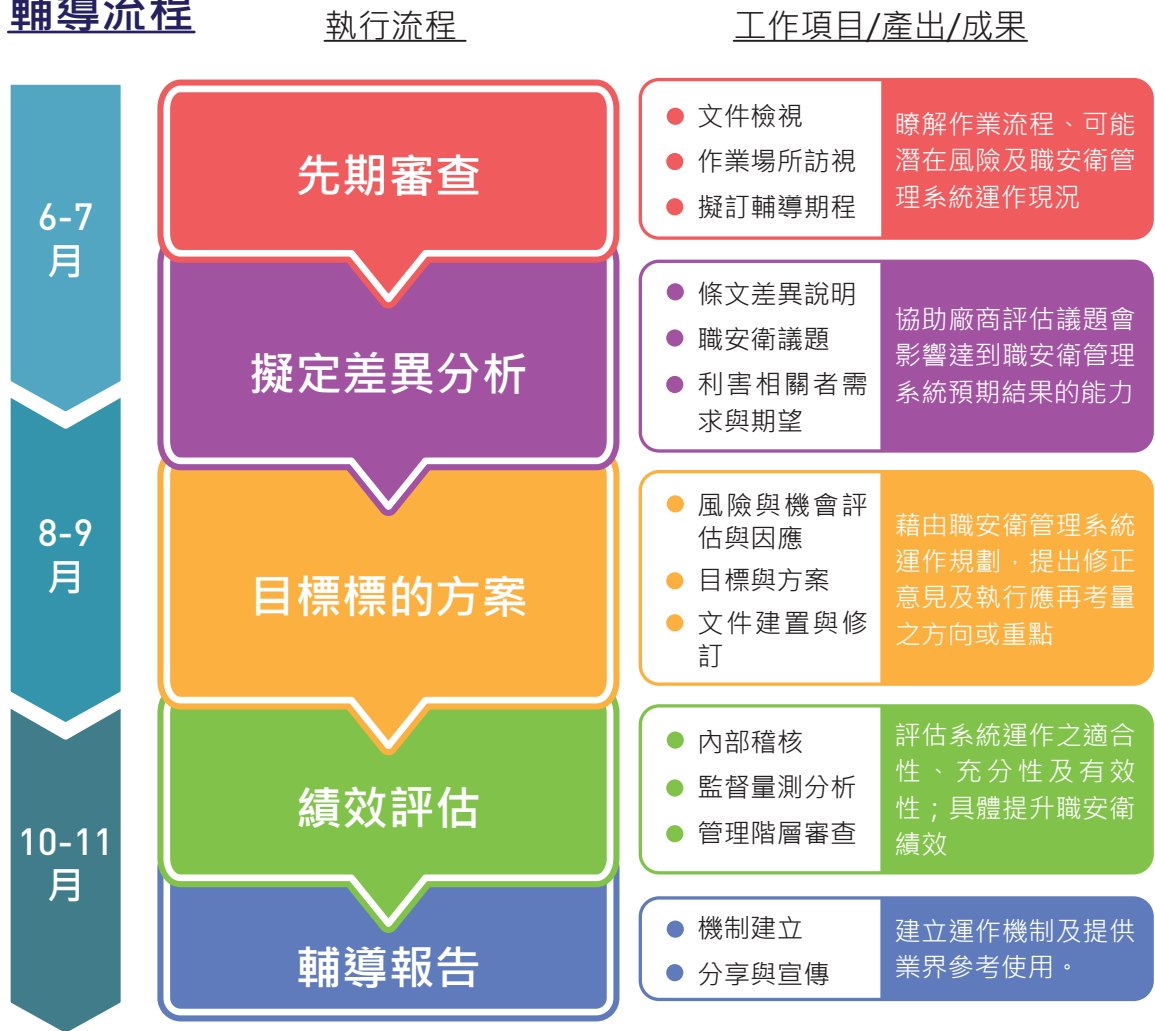 輔導流程
執行流程
工作項目/產出/成果
6-7
月
先期審查
● 文件檢視
● 作業場所訪視
● 擬訂輔導期程
瞭解作業流程、可能
潛在風險及職安衛管
理系統運作現況
擬定差異分析
● 條文差異說明
● 職安衛議題
● 利害相關者需
求與期望
協助廠商評估議題會
影響達到職安衛管理
系統預期結果的能力
8-9
月
目標標的方案
● 風險與機會評
估與因應
● 目標與方案
● 文件建置與修
訂
藉由職安衛管理系統
運作規劃，提出修正
意見及執行應再考量
之方向或重點
10-11
月
績效評估
● 內部稽核
● 監督量測分析
● 管理階層審查
評估系統運作之適合
性、充分性及有效
性；具體提升職安衛
績效
輔導報告
● 機制建立
● 分享與宣傳
建立運作機制及提供
業界參考使用。